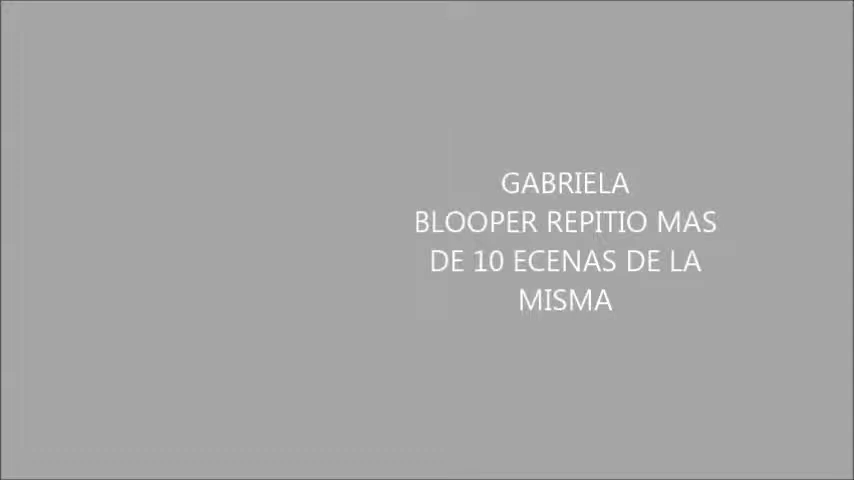 GABRIELA
BLOOPER REPITIO MAS
DE 10 ECENAS DE LA
MISMA